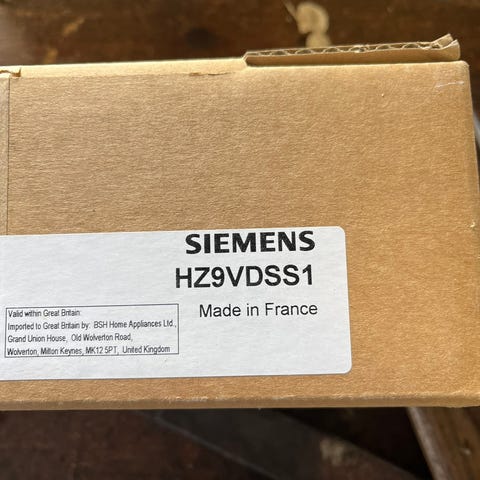 SIEMENS
HZ9VDSS1
Made in France
Valid within Great Britain:
Imported to Great Britain by: BSH Home Appliances Ltd.,
Grand Union House, Old Wolverton Road,
Wolverton, Milton Keynes, MK12 5PT, United Kingdom